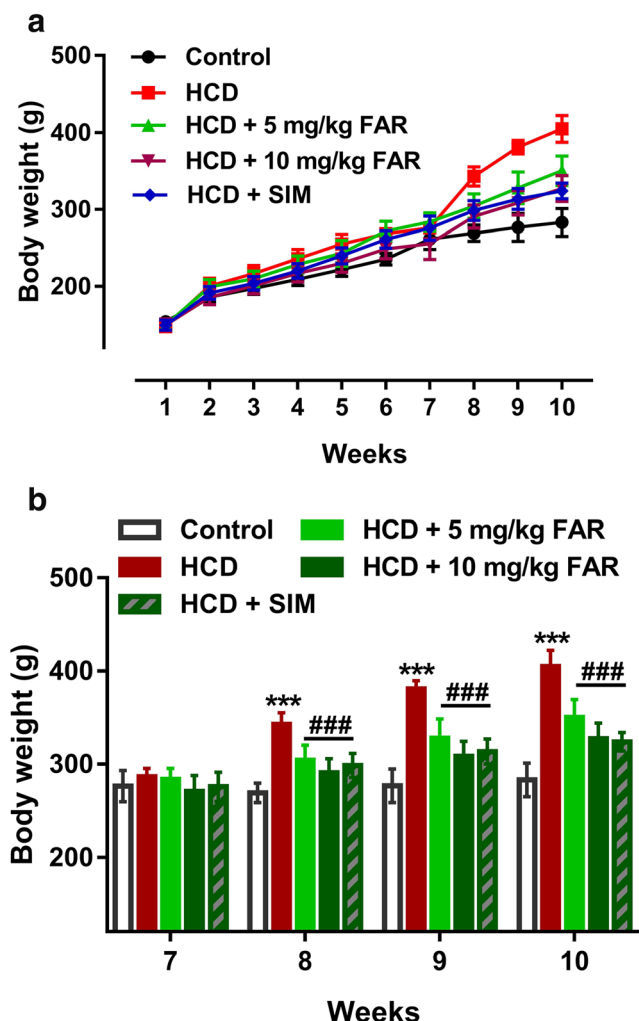 a
500
400
300
200
Body weight (g)
Control
HCD
HCD + 5 mg/kg FAR
HCD + 10 mg/kg FAR
HCD + SIM
1 2 3 4 5 6 7 8 9 10
Weeks
b
Control
HCD + 5 mg/kg FAR
HCD
HCD + 10 mg/kg FAR
HCD + SIM
500
400
300
200
Body weight (g)
***
###
***
###
***
###
7 8 9 10
Weeks